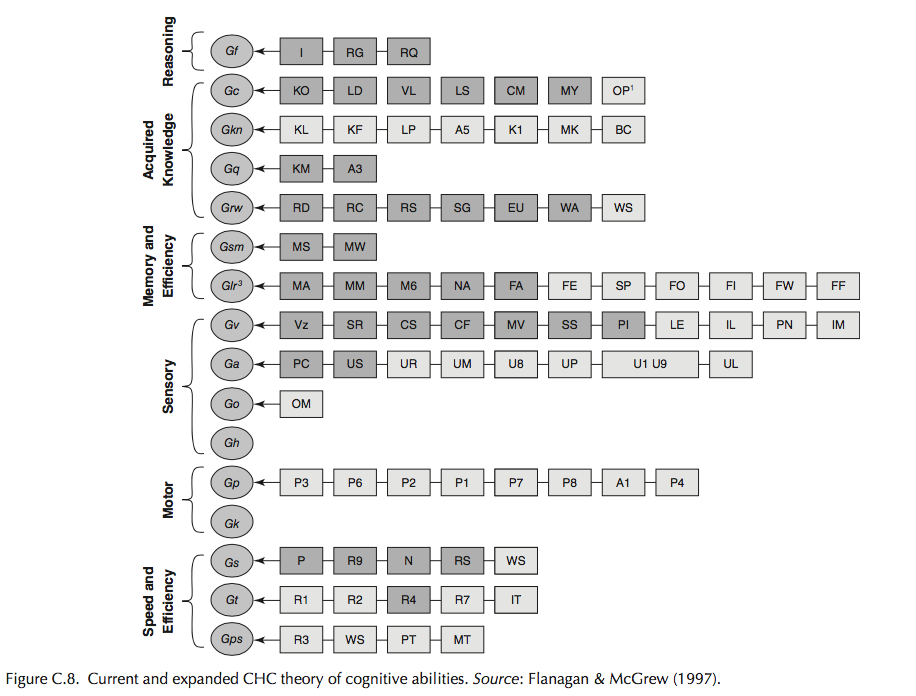 Reasoning
Gf I RG RQ
Acquired
Knowledge
Gc KO LD VL LS CM MY OP¹
Gkn KL KF LP A5 K1 MK BC
Gq KM A3
Grw RD RC RS SG EU WA WS
Memory and
Efficiency
Gsm MS MW
Glr³ MA MM M6 NA FA FE SP FO FI FW FF
Sensory
Gv Vz SR CS CF MV SS PI LE IL PN IM
Ga PC US UR UM U8 UP U1 U9 UL
Go OM
Gh
Motor
Gp P3 P6 P2 P1 P7 P8 A1 P4
Gk
Speed and
Efficiency
Gs P R9 N RS WS
Gt R1 R2 R4 R7 IT
Gps R3 WS PT MT
Figure C.8. Current and expanded CHC theory of cognitive abilities. Source: Flanagan & McGrew (1997).